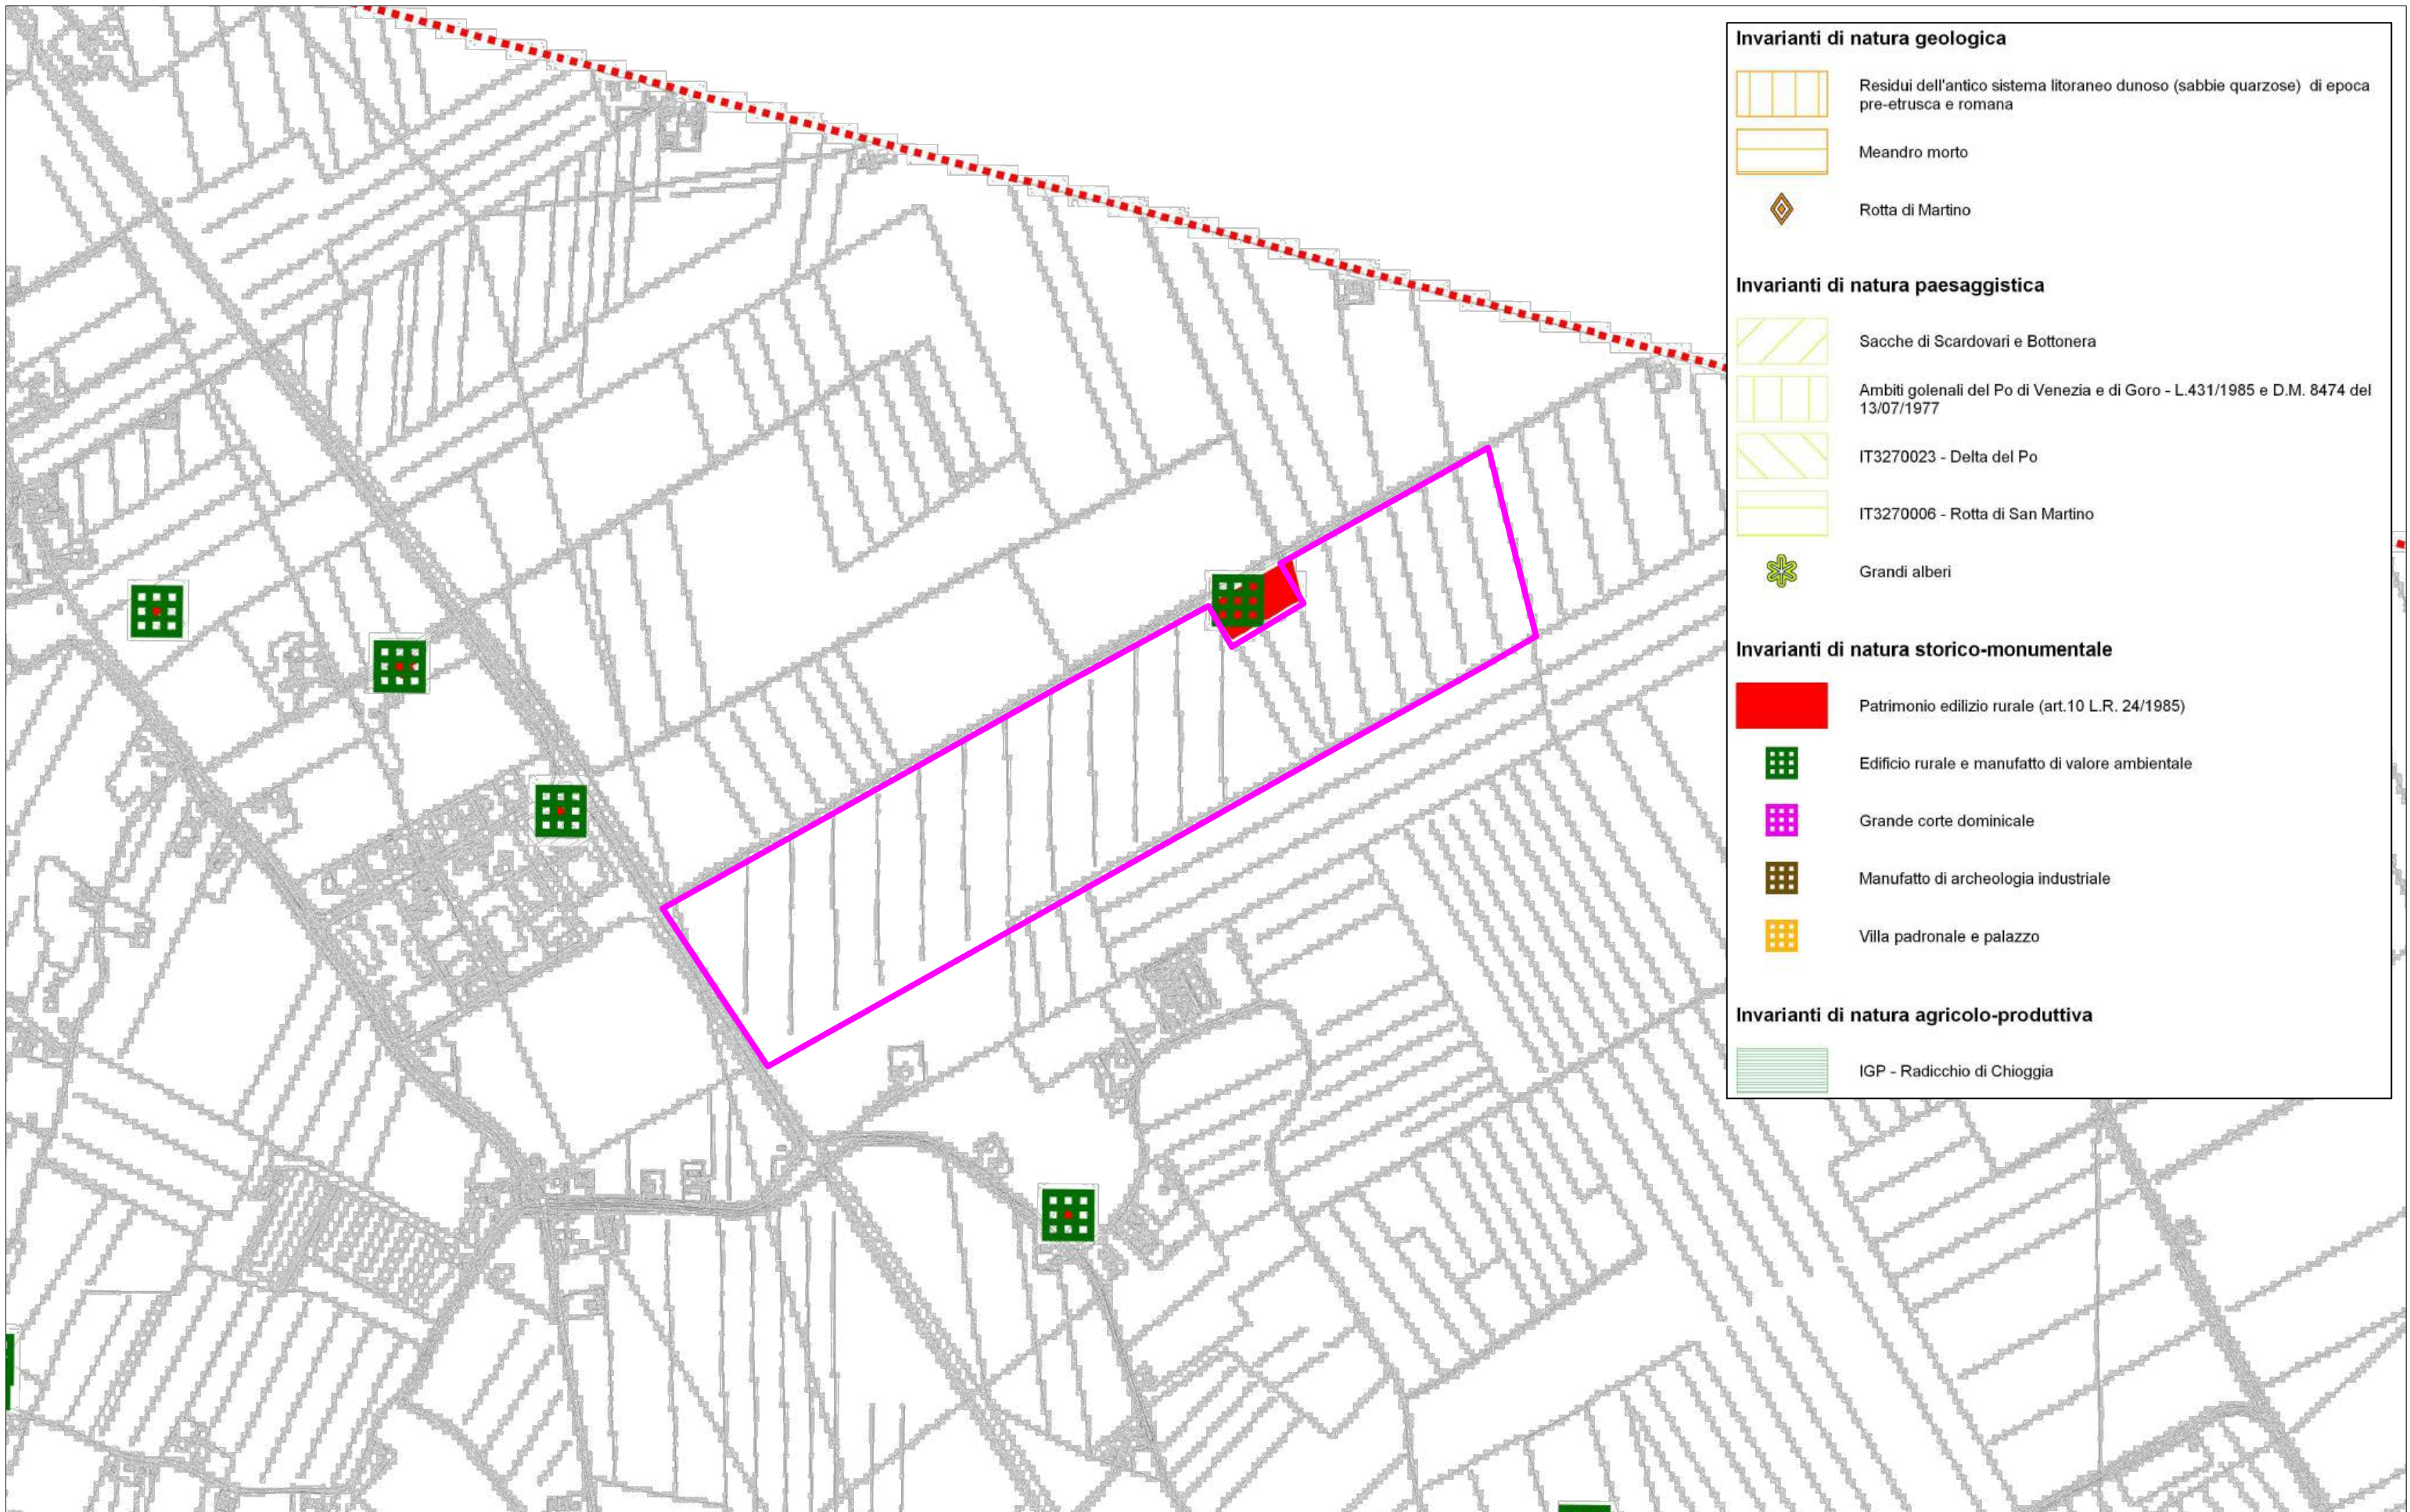 Invarianti di natura geologica
Residui dell'antico sistema litoraneo dunoso (sabbie quarzose) di epoca
pre-etrusca e romana
Meandro morto
Rotta di Martino
Invarianti di natura paesaggistica
Sacche di Scardovari e Bottonera
Ambiti golenali del Po di Venezia e di Goro - L.431/1985 e D.M. 8474 del
13/07/1977
IT3270023 - Delta del Po
IT3270006 - Rotta di San Martino
Grandi alberi
Invarianti di natura storico-monumentale
Patrimonio edilizio rurale (art.10 L.R. 24/1985)
Edificio rurale e manufatto di valore ambientale
Grande corte dominicale
Manufatto di archeologia industriale
Villa padronale e palazzo
Invarianti di natura agricolo-produttiva
IGP - Radicchio di Chioggia